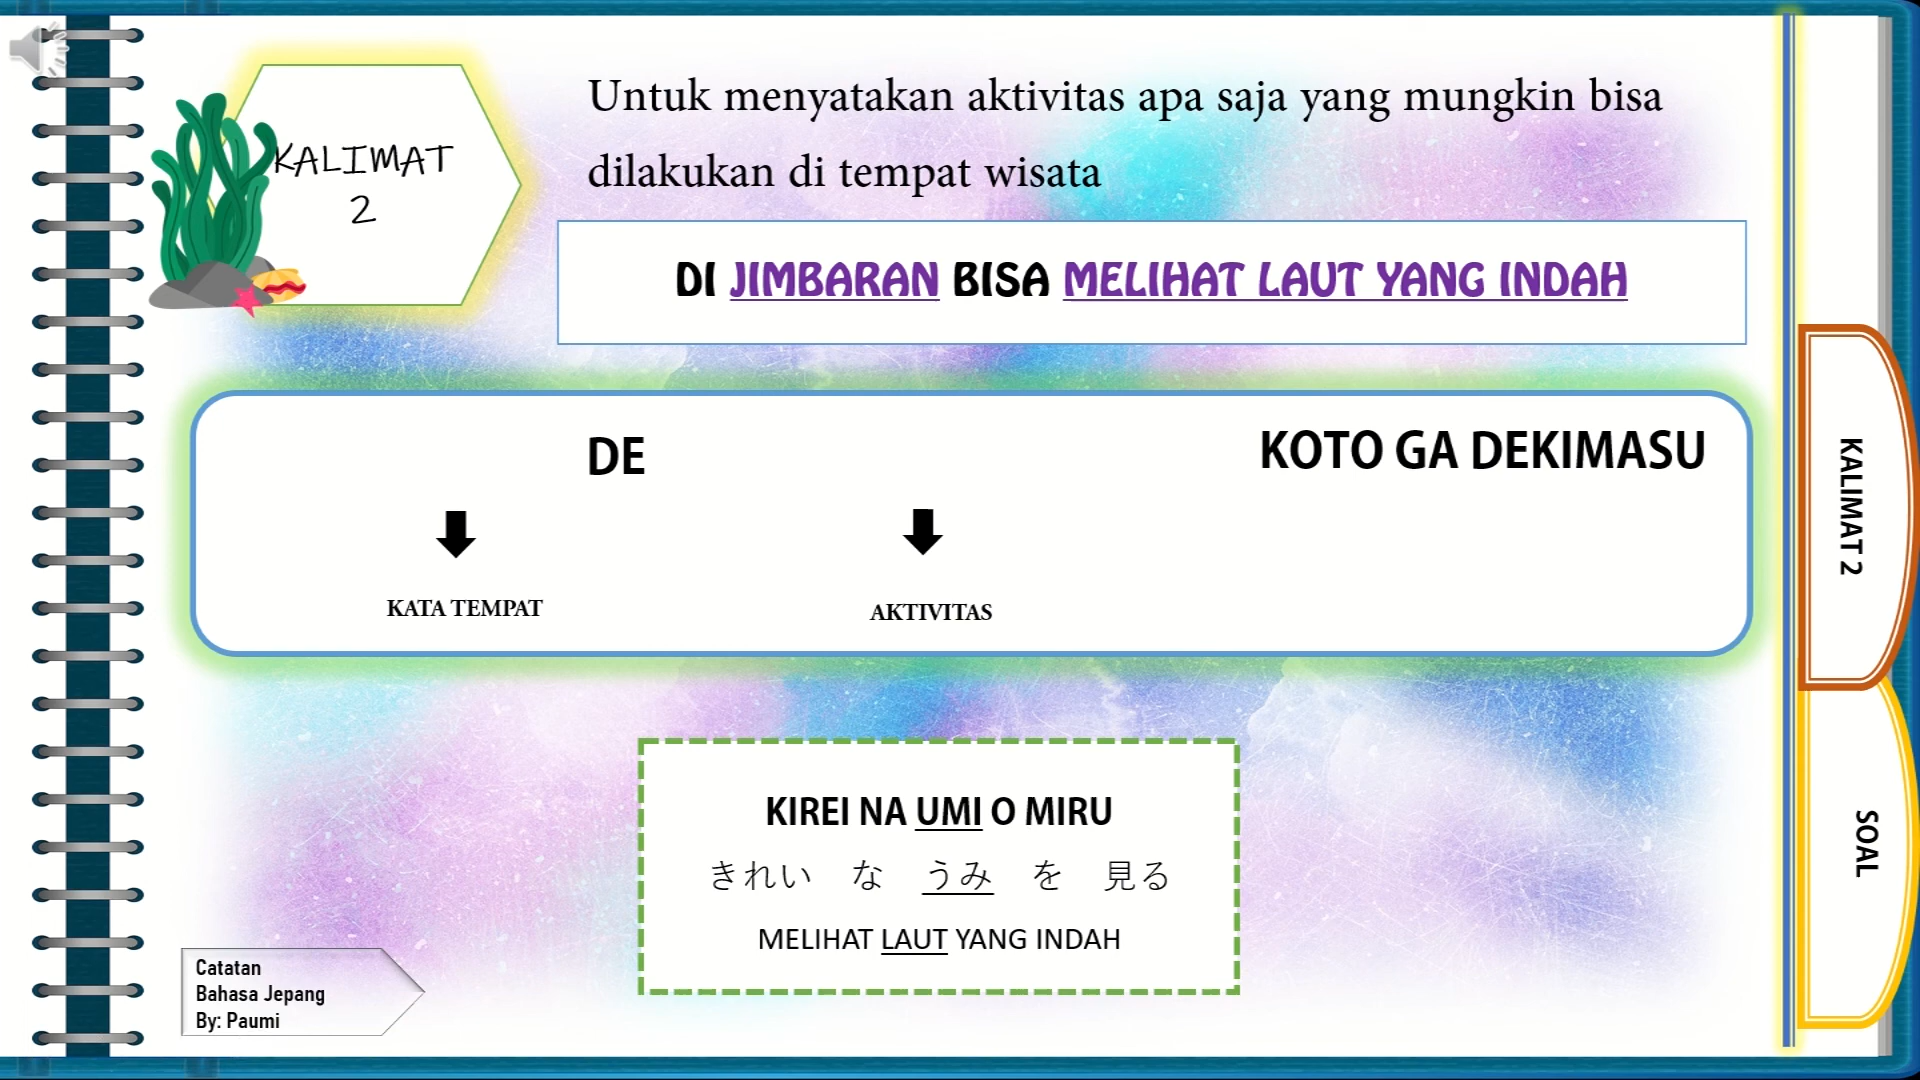 KALIMAT
2
Untuk menyatakan aktivitas apa saja yang mungkin bisa
dilakukan di tempat wisata
DI JIMBARAN BISA MELIHAT LAUT YANG INDAH
DE KOTO GA DEKIMASU
KATA TEMPAT AKTIVITAS
KIREI NA UMI O MIRU
きれい な うみ を 見る
MELIHAT LAUT YANG INDAH
Catatan
Bahasa Jepang
By: Paumi
KALIMAT 2
SOAL